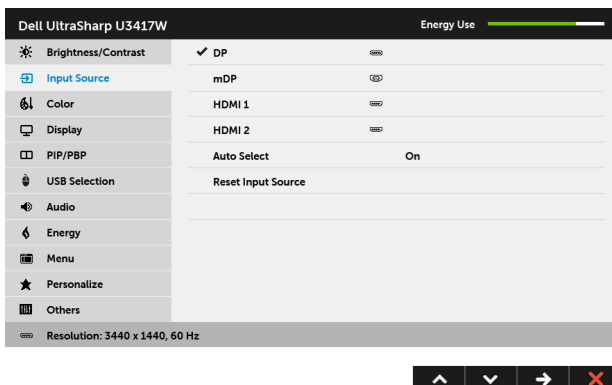 Dell UltraSharp U3417W Energy Use
Brightness/Contrast DP
Input Source mDP
Color HDMI 1
Display HDMI 2
PIP/PBP Auto Select On
USB Selection Reset Input Source
Audio
Energy
Menu
Personalize
Others
Resolution: 3440 x 1440, 60 Hz